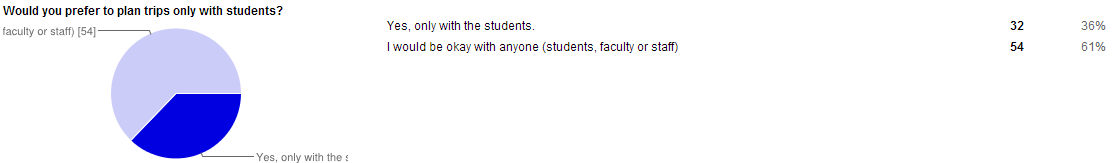 Would you prefer to plan trips only with students?
faculty or staff) [54]
Yes, only with the s
Yes, only with the students. 32 36%
I would be okay with anyone (students, faculty or staff) 54 61%